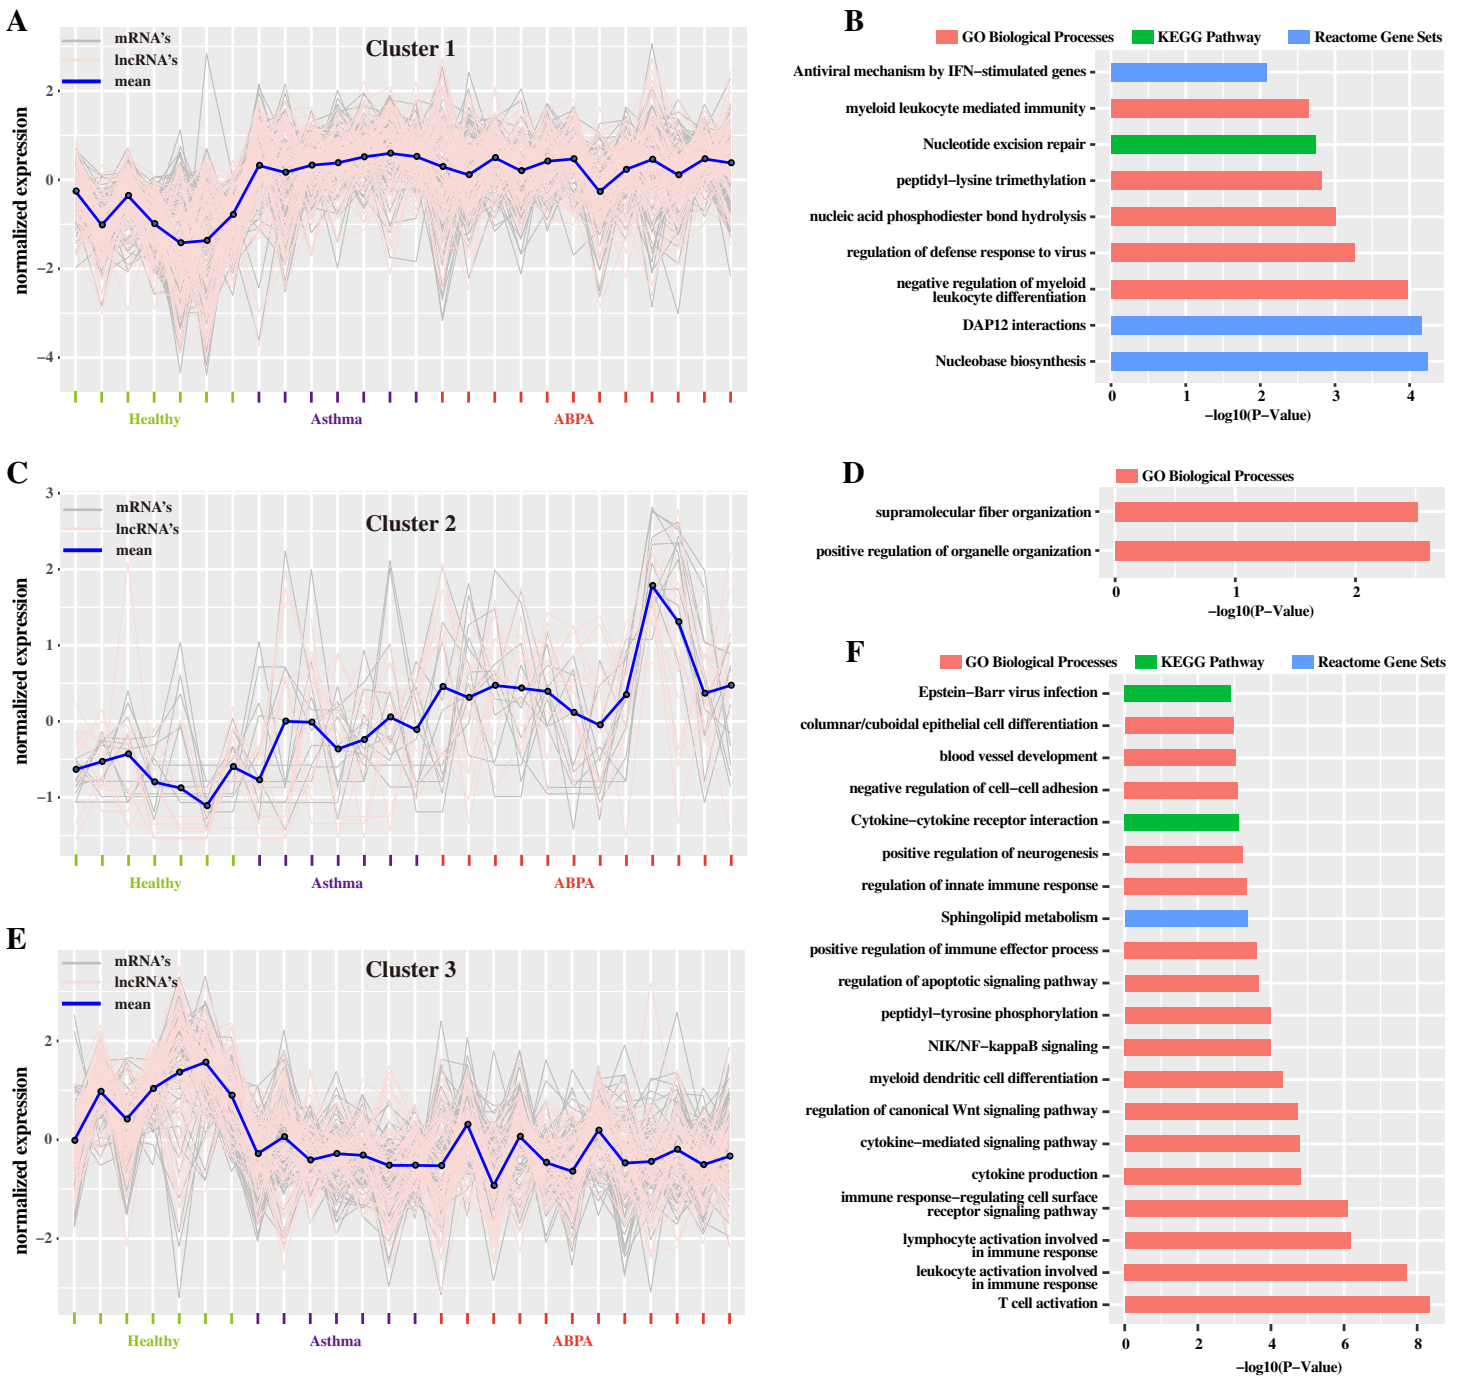 A
mRNA's
lncRNA's
mean
Cluster 1
normalized expression
2
0
−2
−4
Healthy
Asthma
ABPA
B
GO Biological Processes
KEGG Pathway
Reactome Gene Sets
Antiviral mechanism by IFN−stimulated genes
myeloid leukocyte mediated immunity
Nucleotide excision repair
peptidyl−lysine trimethylation
nucleic acid phosphodiester bond hydrolysis
regulation of defense response to virus
negative regulation of myeloid
leukocyte differentiation
DAP12 interactions
Nucleobase biosynthesis
0 1 2 3 4
−log10(P−Value)
C
mRNA's
lncRNA's
mean
Cluster 2
normalized expression
3
2
1
0
−1
Healthy
Asthma
ABPA
D
GO Biological Processes
supramolecular fiber organization
positive regulation of organelle organization
0 1 2
−log10(P−Value)
E
mRNA's
lncRNA's
mean
Cluster 3
normalized expression
2
0
−2
Healthy
Asthma
ABPA
F
GO Biological Processes
KEGG Pathway
Reactome Gene Sets
Epstein−Barr virus infection
columnar/cuboidal epithelial cell differentiation
blood vessel development
negative regulation of cell−cell adhesion
Cytokine−cytokine receptor interaction
positive regulation of neurogenesis
regulation of innate immune response
Sphingolipid metabolism
positive regulation of immune effector process
regulation of apoptotic signaling pathway
peptidyl−tyrosine phosphorylation
NIK/NF−kappaB signaling
myeloid dendritic cell differentiation
regulation of canonical Wnt signaling pathway
cytokine−mediated signaling pathway
cytokine production
immune response−regulating cell surface
receptor signaling pathway
lymphocyte activation involved
in immune response
leukocyte activation involved
in immune response
T cell activation
0 2 4 6 8
−log10(P−Value)